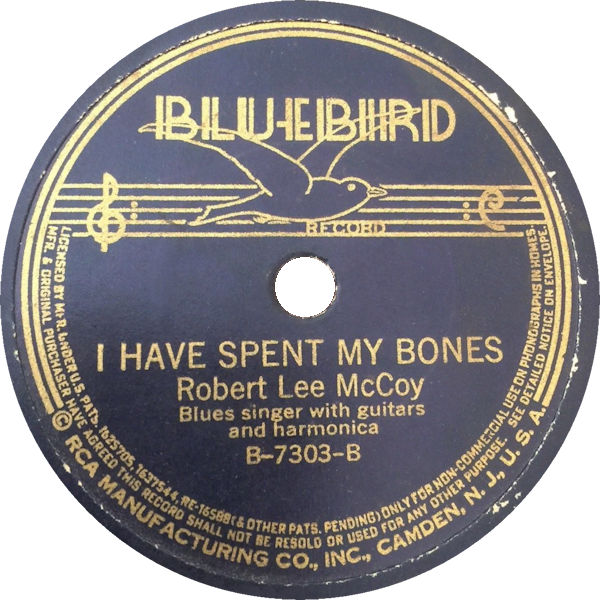 BLUEBIRD
RECORD
I HAVE SPENT MY BONES
Robert Lee McCoy
Blues singer with guitars
and harmonica
B-7303-B
LICENSED BY MFR. UNDER U.S. PATS. 1625705, 1637544, RE-16588 (& OTHER PATS. PENDING) ONLY FOR NON-COMMERCIAL USE ON PHONOGRAPHS IN HOMES.
MFR. & ORIGINAL PURCHASER HAVE AGREED THIS RECORD SHALL NOT BE RESOLD OR USED FOR ANY OTHER PURPOSE. SEE DETAILED NOTICE ON ENVELOPE.
© RCA MANUFACTURING CO., INC., CAMDEN, N. J., U. S. A.